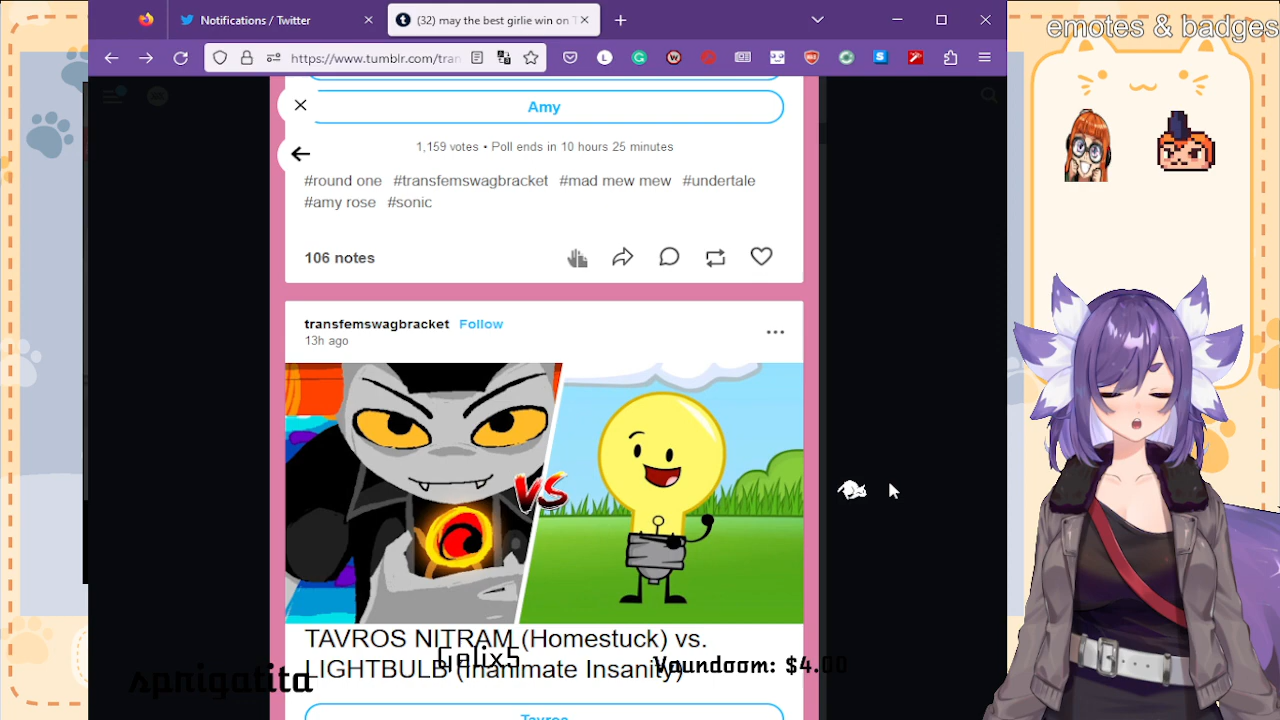 Notifications / Twitter
(32) may the best girlie win on T
https://www.tumblr.com/tran
emotes & badges
Amy
1,159 votes • Poll ends in 10 hours 25 minutes
#round one #transfemswagbracket #mad mew mew #undertale
#amy rose #sonic
106 notes
transfemswagbracket Follow
13h ago
VS
TAVROS NITRAM (Homestuck) vs.
LIGHTBULB (Inanimate Insanity)
sprigatito
Voundoom: $4.00
Tavros